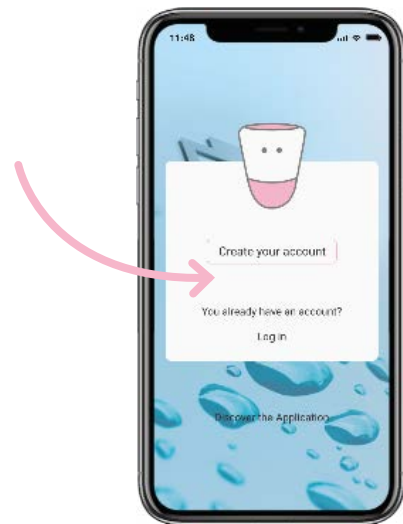 11:48
Create your account
You already have an account?
Log in
Discover the Application